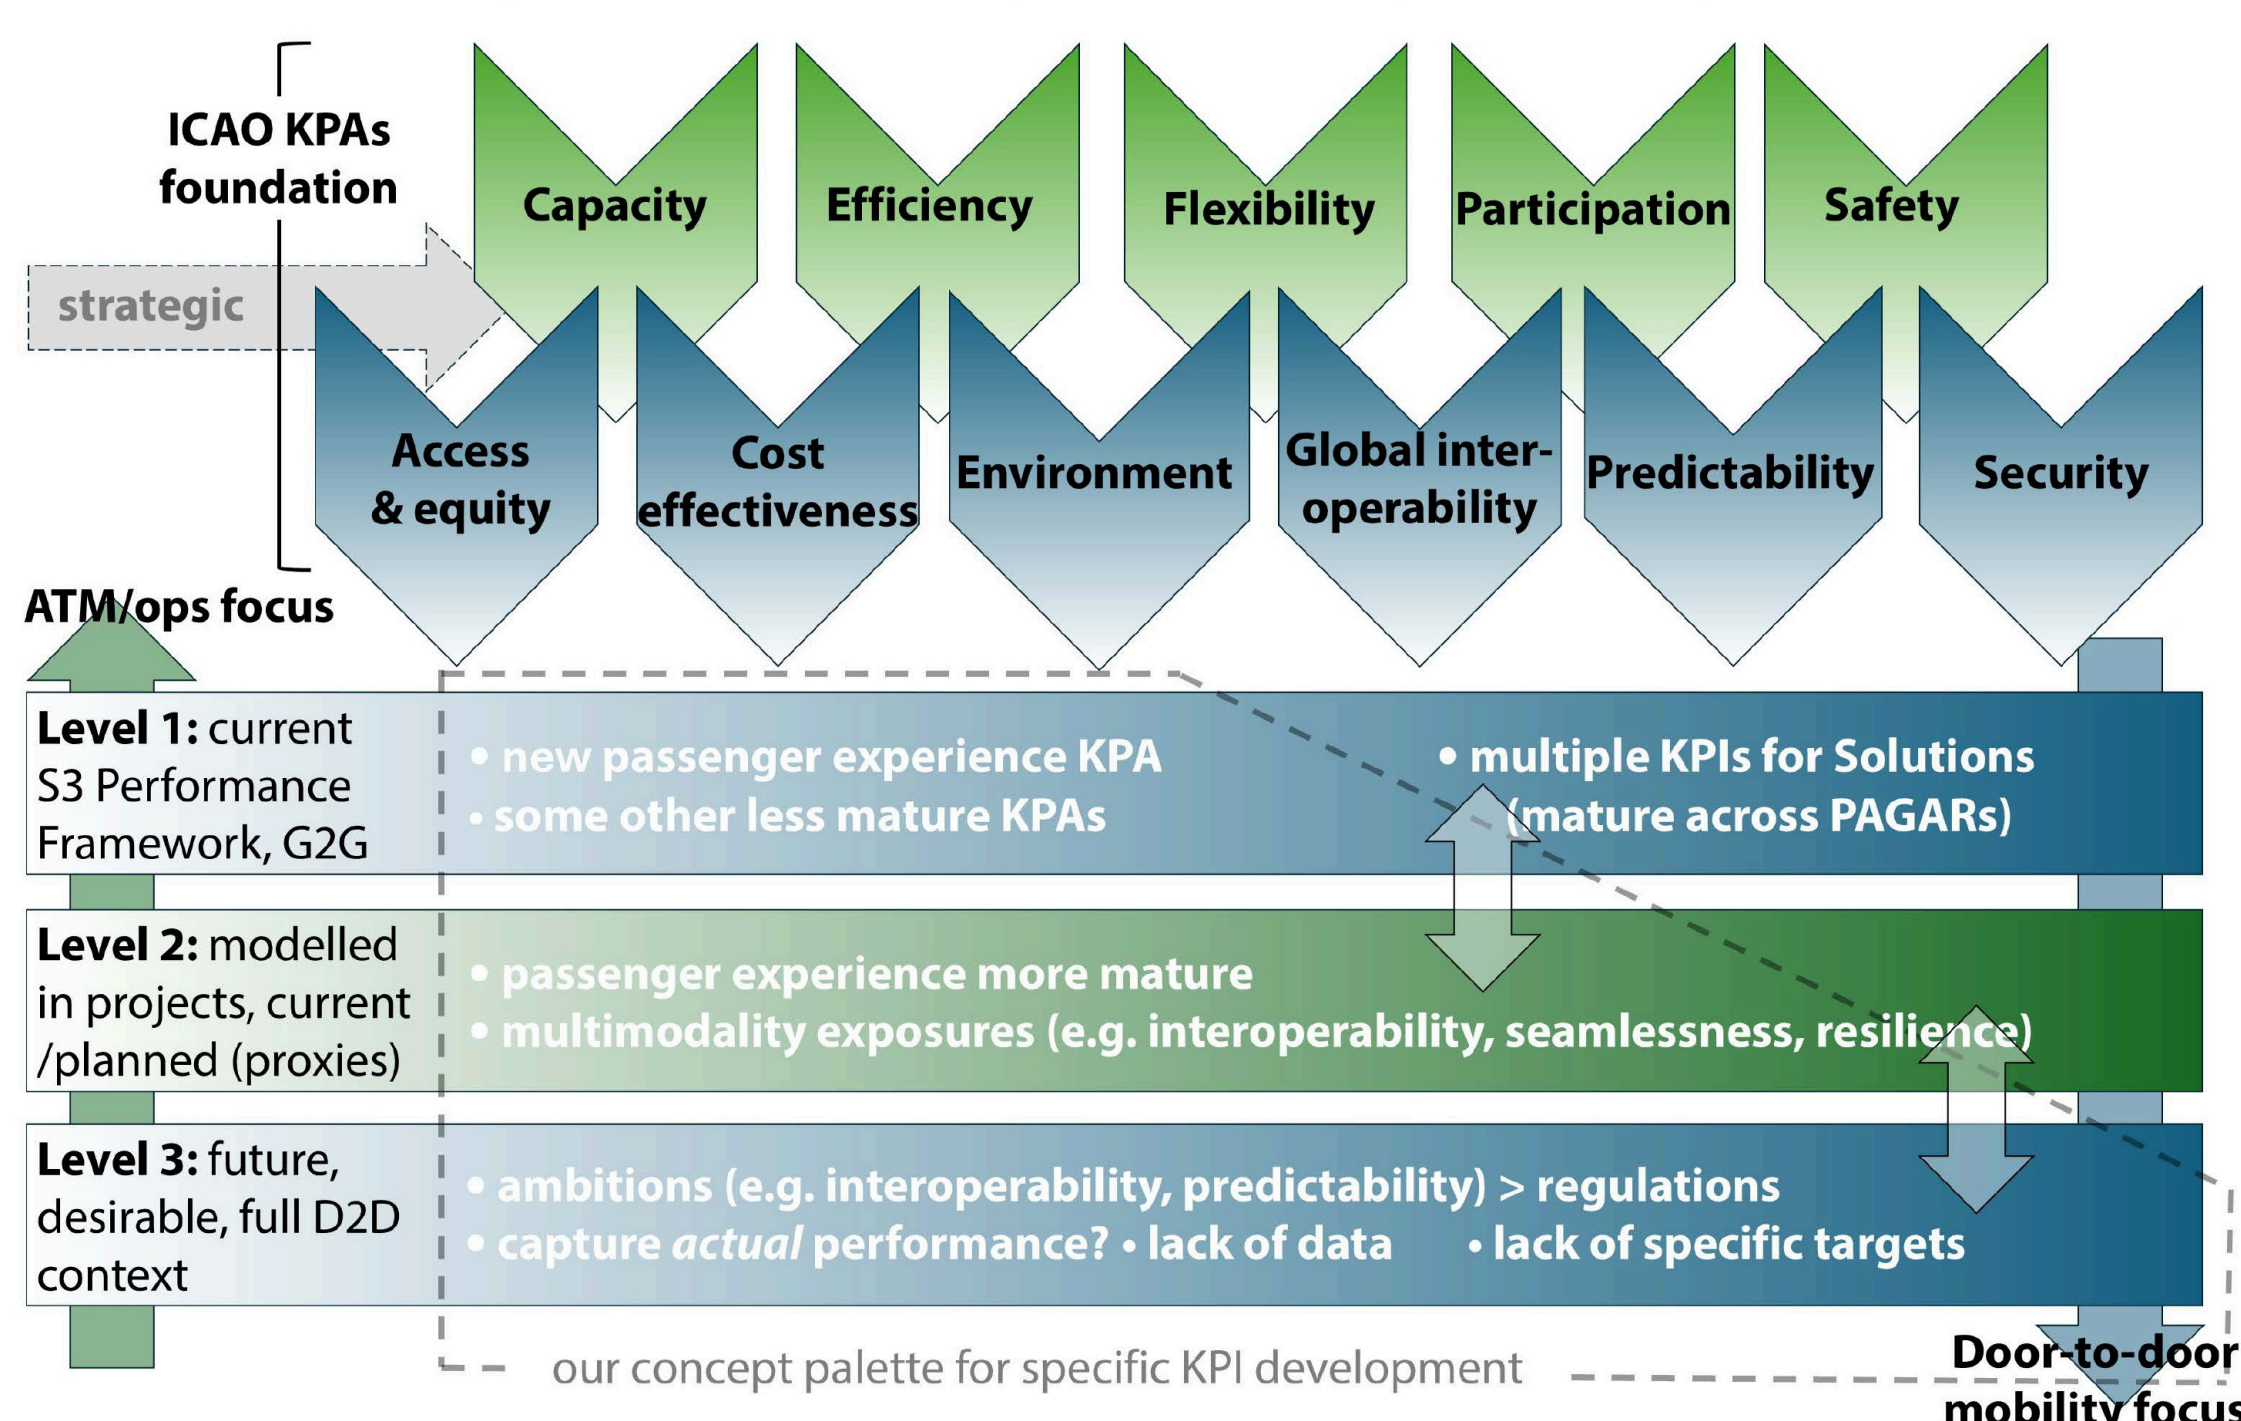 ICAO KPAs
foundation
strategic
Capacity
Efficiency
Flexibility
Participation
Safety
Access
& equity
Cost
effectiveness
Environment
Global inter-
operability
Predictability
Security
ATM/ops focus
Level 1: current
S3 Performance
Framework, G2G
• new passenger experience KPA
• some other less mature KPAs
• multiple KPIs for Solutions
(mature across PAGARs)
Level 2: modelled
in projects, current
/planned (proxies)
• passenger experience more mature
• multimodality exposures (e.g. interoperability, seamlessness, resilience)
Level 3: future,
desirable, full D2D
context
• ambitions (e.g. interoperability, predictability) > regulations
• capture actual performance? • lack of data • lack of specific targets
our concept palette for specific KPI development
Door-to-door
mobility focus